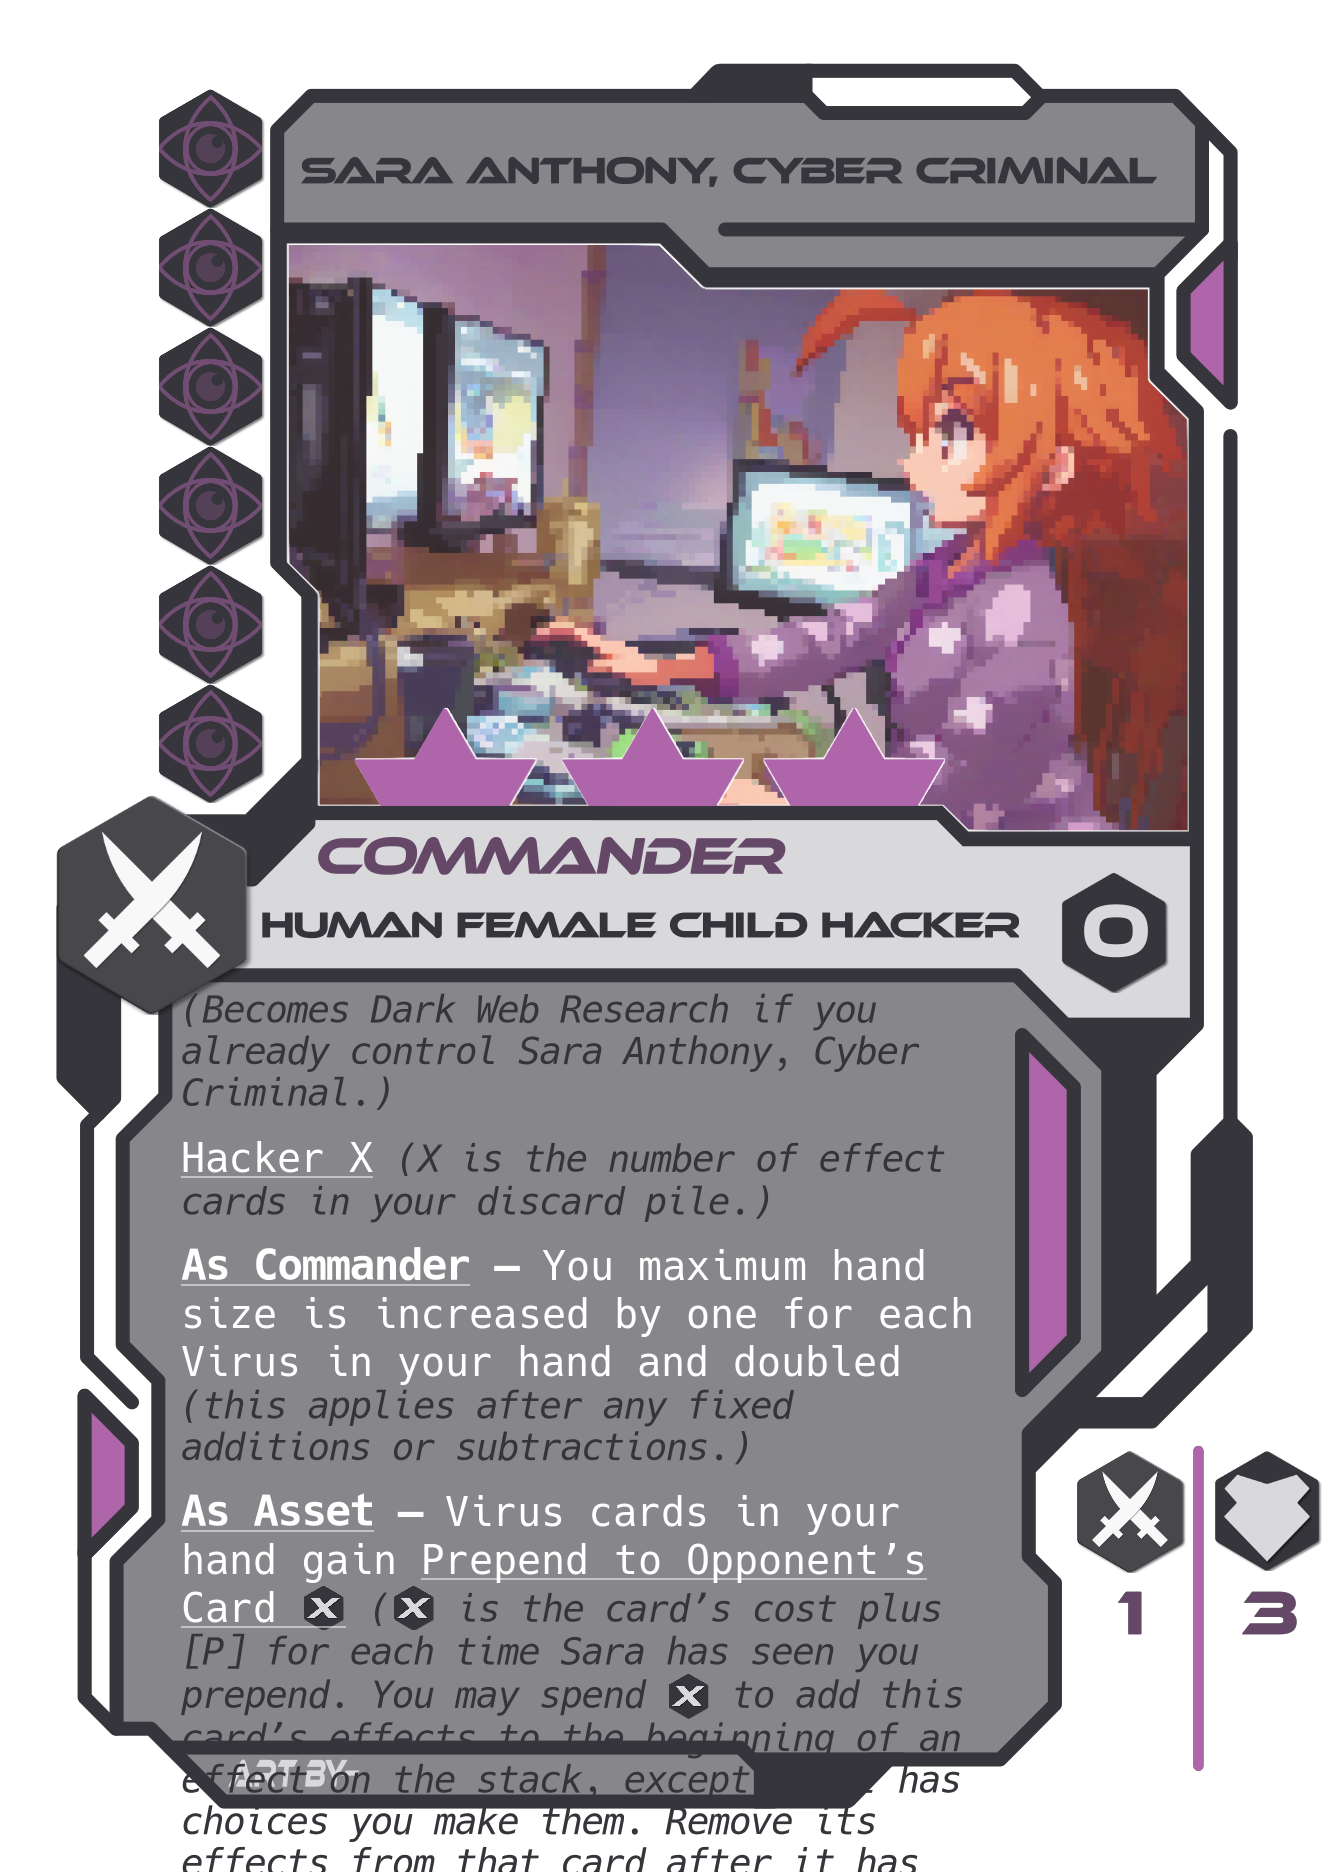 SARA ANTHONY, CYBER CRIMINAL
COMMANDER
HUMAN FEMALE CHILD HACKER
0
(Becomes Dark Web Research if you
already control Sara Anthony, Cyber
Criminal.)
Hacker X (X is the number of effect
cards in your discard pile.)
As Commander — You maximum hand
size is increased by one for each
Virus in your hand and doubled
(this applies after any fixed
additions or subtractions.)
As Asset — Virus cards in your
hand gain Prepend to Opponent’s
Card X (X is the card’s cost plus
[P] for each time Sara has seen you
prepend. You may spend X to add this
card’s effects to the beginning of an
effect on the stack, except has
choices you make them. Remove its
effects from that card after it has
ART BY-
1
3